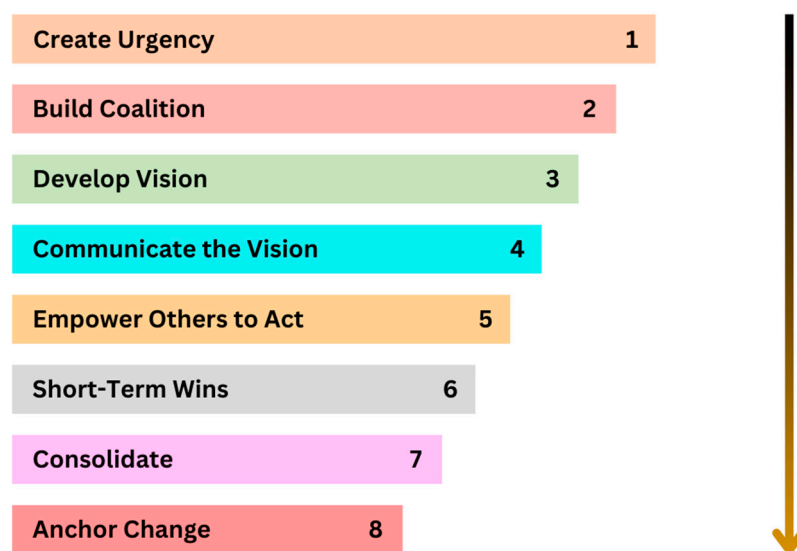 Create Urgency 1
Build Coalition 2
Develop Vision 3
Communicate the Vision 4
Empower Others to Act 5
Short-Term Wins 6
Consolidate 7
Anchor Change 8